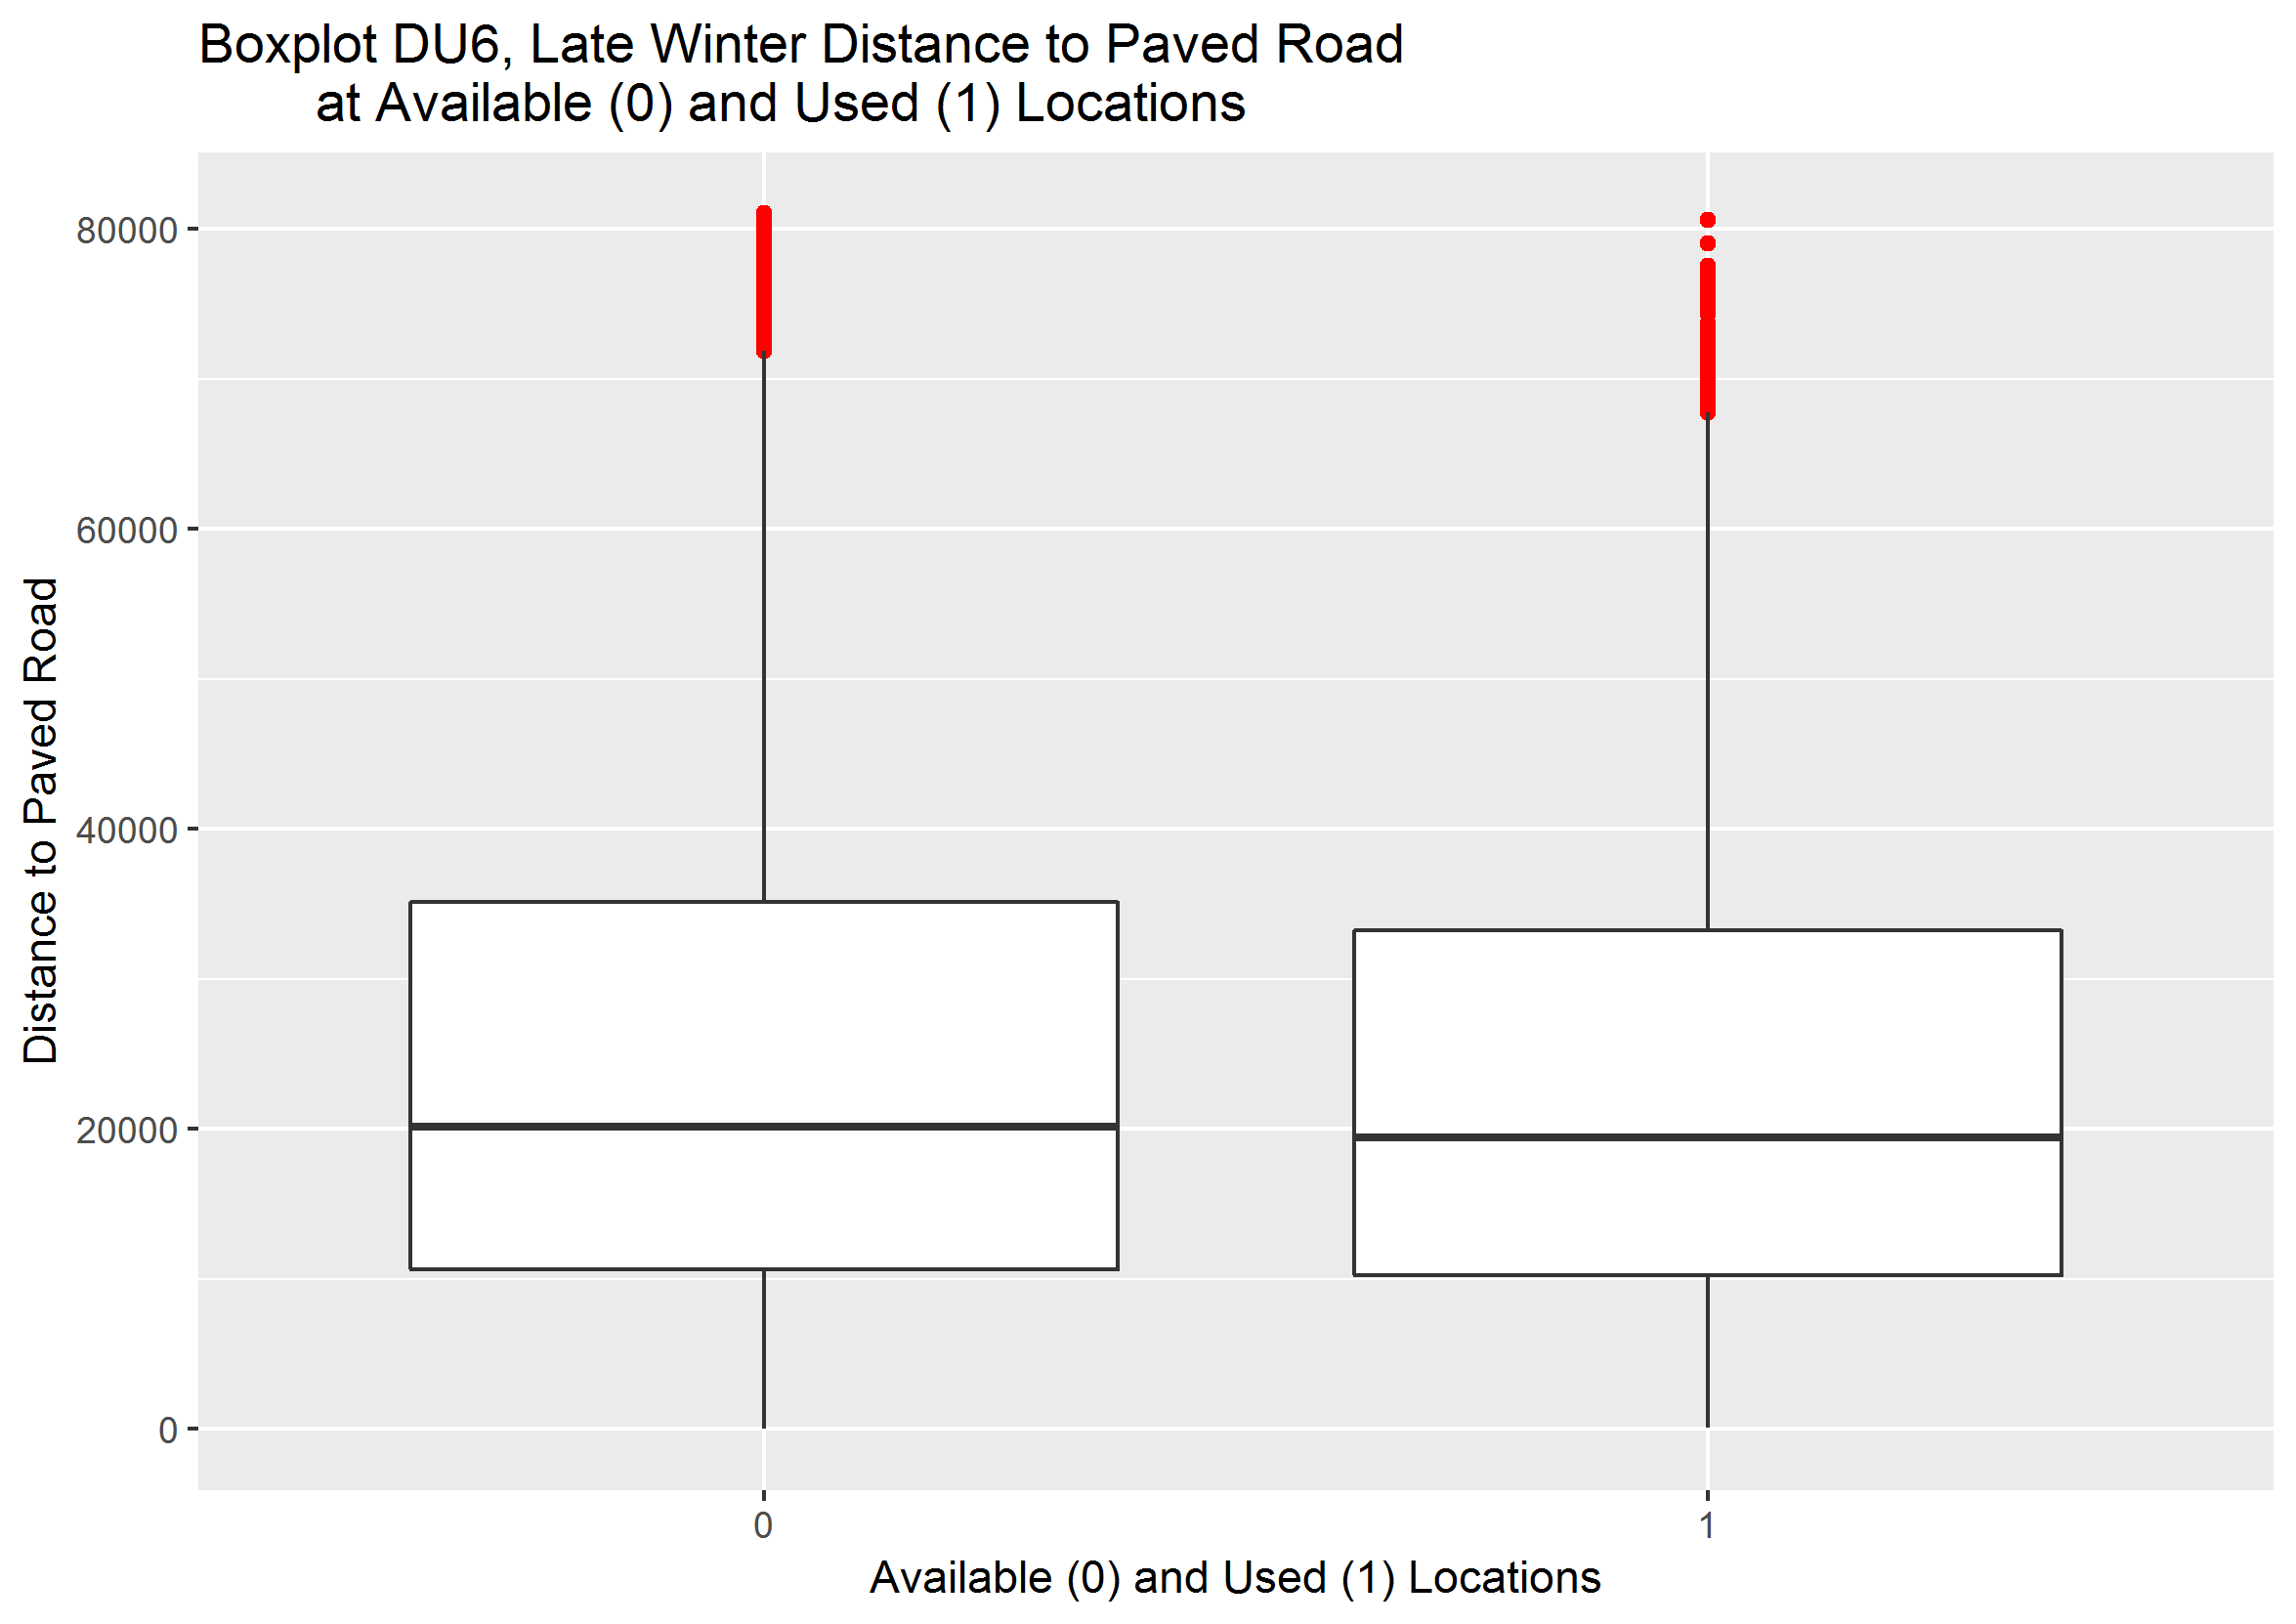 Boxplot DU6, Late Winter Distance to Paved Road
at Available (0) and Used (1) Locations
Distance to Paved Road
80000
60000
40000
20000
0
0
1
Available (0) and Used (1) Locations